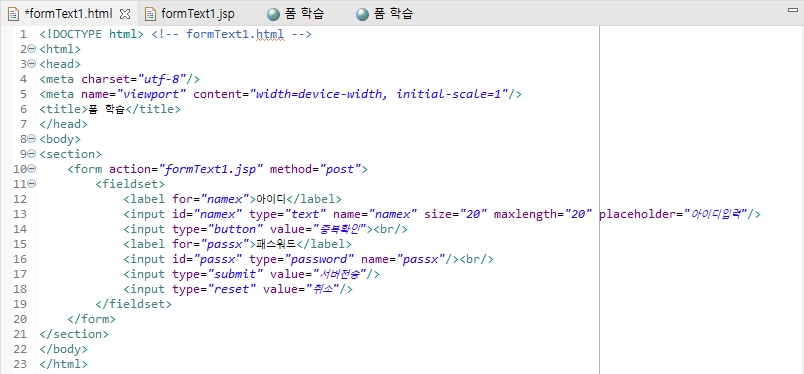 *formText1.html formText1.jsp 폼 학습 폼 학습
1 <!DOCTYPE html> <!-- formText1.html -->
2 <html>
3 <head>
4 <meta charset="utf-8"/>
5 <meta name="viewport" content="width=device-width, initial-scale=1"/>
6 <title>폼 학습</title>
7 </head>
8 <body>
9 <section>
10 <form action="formText1.jsp" method="post">
11 <fieldset>
12 <label for="namex">아이디</label>
13 <input id="namex" type="text" name="namex" size="20" maxlength="20" placeholder="아이디입력"/>
14 <input type="button" value="중복확인"><br/>
15 <label for="passx">패스워드</label>
16 <input id="passx" type="password" name="passx"/><br/>
17 <input type="submit" value="서버전송"/>
18 <input type="reset" value="취소"/>
19 </fieldset>
20 </form>
21 </section>
22 </body>
23 </html>